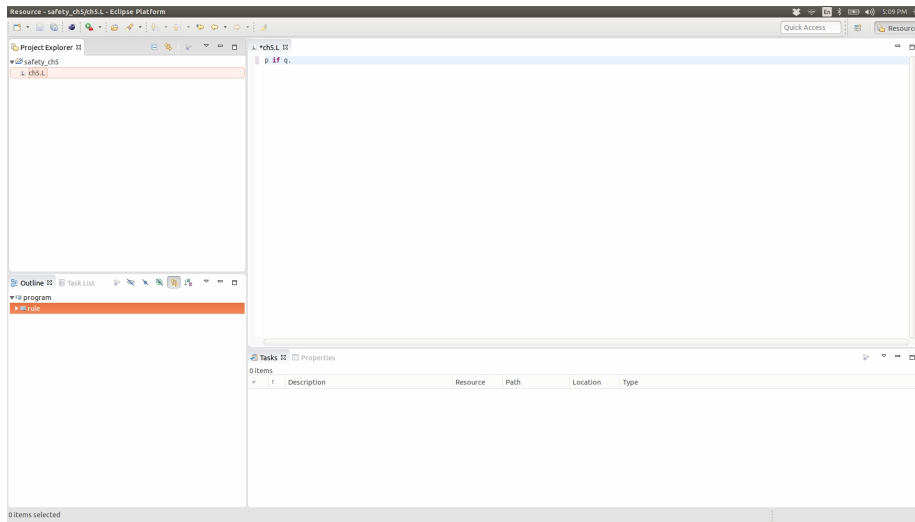 Resource - safety_ch5/ch5.L - Eclipse Platform
En 5:09 PM
Quick Access
Resource
Project Explorer
*ch5.L
safety_ch5
ch5.L
p if q.
Outline
Task List
program
rule
Tasks
Properties
0 items
! Description Resource Path Location Type
0 items selected